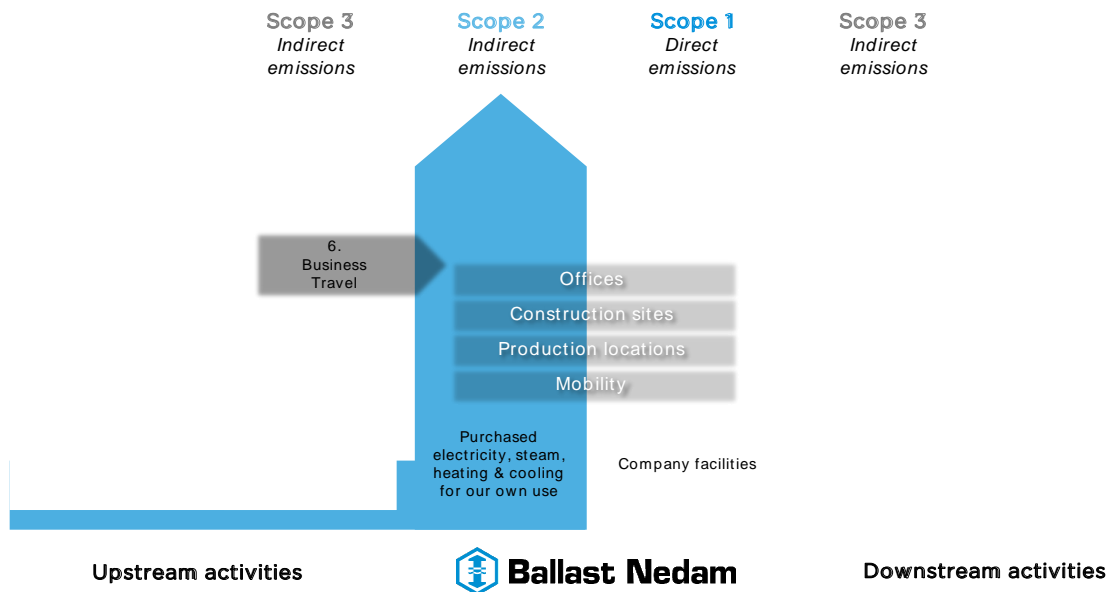 Scope 3
Indirect
emissions
Scope 2
Indirect
emissions
Scope 1
Direct
emissions
Scope 3
Indirect
emissions
6.
Business
Travel
Offices
Construction sites
Production locations
Mobility
Purchased
electricity, steam,
heating & cooling
for our own use
Company facilities
Upstream activities
Ballast Nedam
Downstream activities